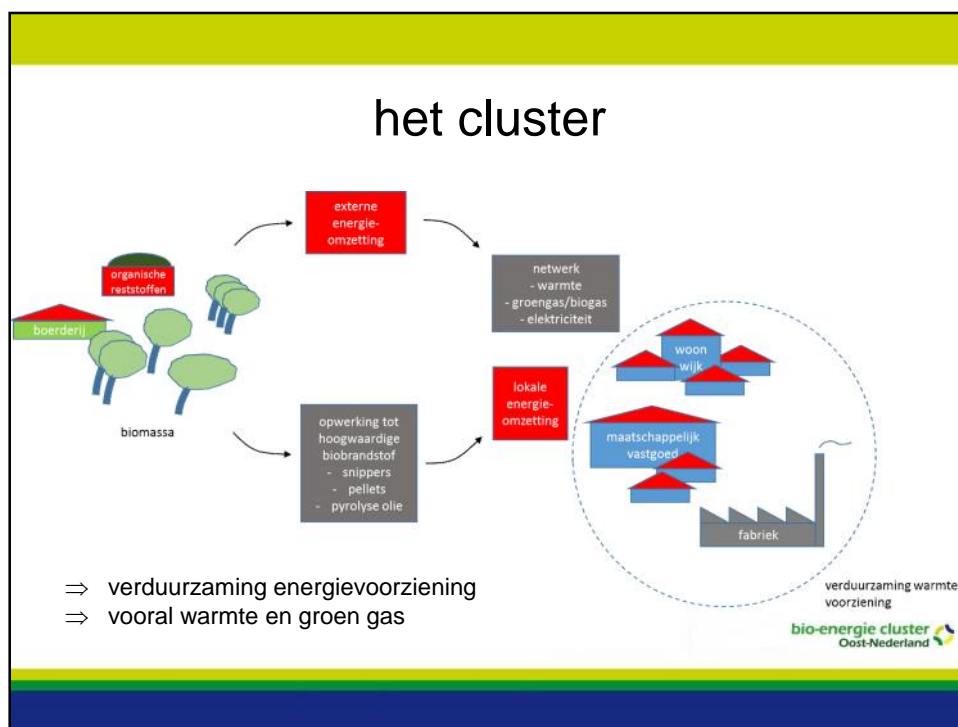 het cluster
externe
energie-
omzetting
organische
reststoffen
boerderij
biomassa
netwerk
- warmte
- groengas/biogas
- elektriciteit
opwerking tot
hoogwaardige
biobrandstof
- snippers
- pellets
- pyrolyse olie
lokale
energie-
omzetting
woon
wijk
maatschappelijk
vastgoed
fabriek
⇒ verduurzaming energievoorziening
⇒ vooral warmte en groen gas
verduurzaming warmte
voorziening
bio-energie cluster
Oost-Nederland